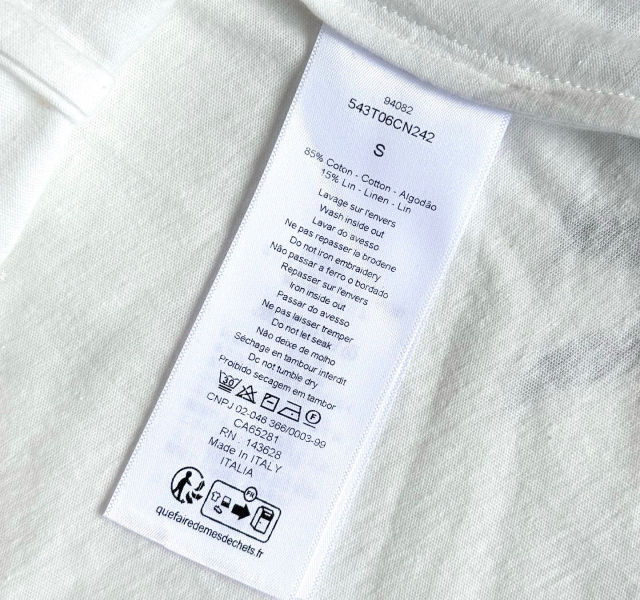 94082
543T06CN242
S
85% Coton - Cotton - Algodão
15% Lin - Linen - Lin
Lavage sur l'envers
Wash inside out
Lavar do avesso
Ne pas repasser la broderie
Do not iron embraidery
Não passar a ferro o bordado
Repasser sur l'envers
Iron inside out
Passar do avesso
Ne pas laisser tremper
Do not let seak
Não deixe de molho
Séchage en tambour interdit
Do not tumble dry
Proibido secagem em tambor
30 F
CNPJ 02-046 366/0003-99
CA65281
RN : 143628
Made In ITALY
ITALIA
FR
quefairedemesdechets.fr